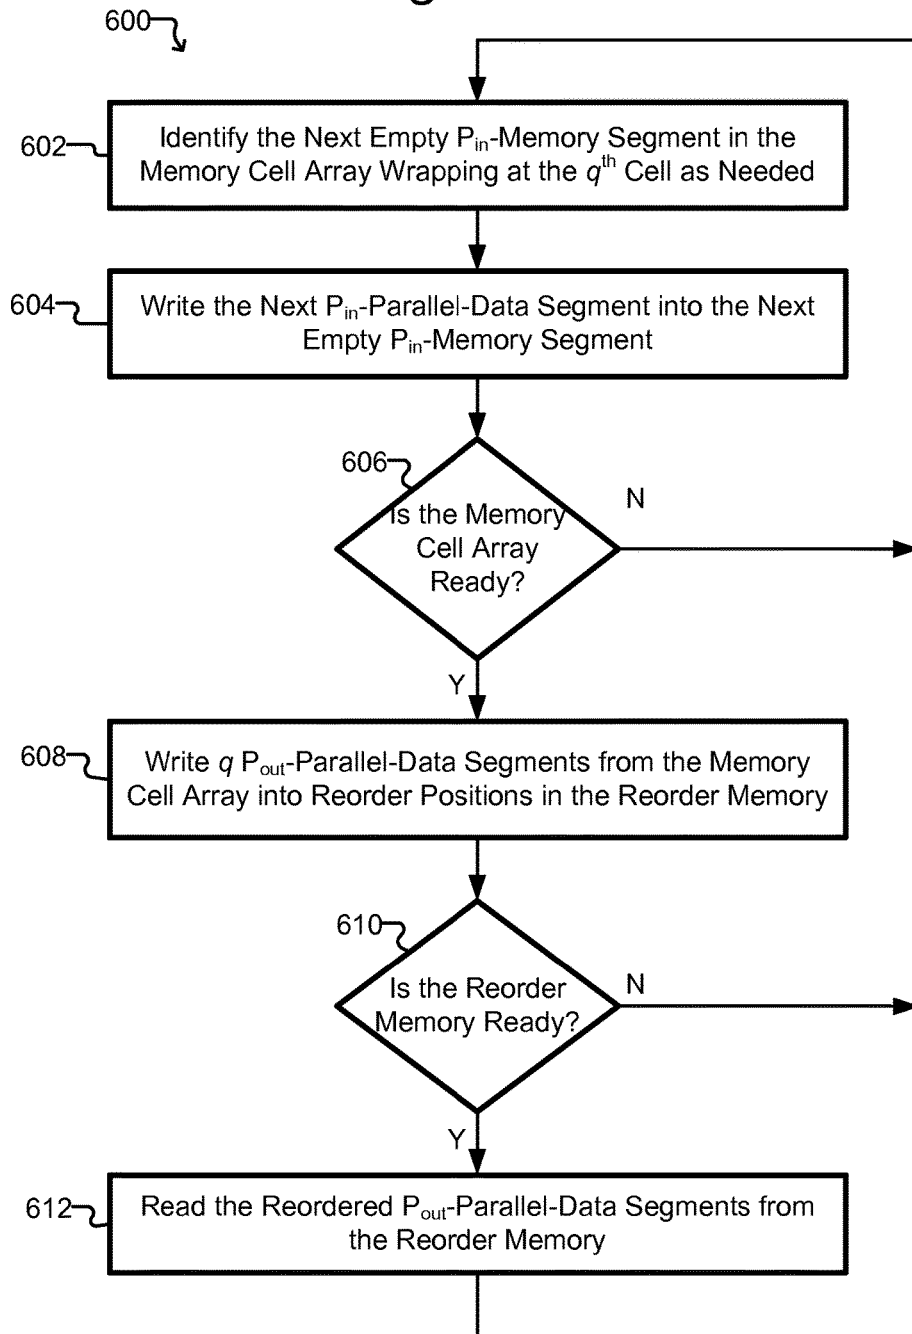 600
602
Identify the Next Empty Pin-Memory Segment in the
Memory Cell Array Wrapping at the qth Cell as Needed
604
Write the Next Pin-Parallel-Data Segment into the Next
Empty Pin-Memory Segment
606
Is the Memory
Cell Array
Ready?
N
Y
608
Write q Pout-Parallel-Data Segments from the Memory
Cell Array into Reorder Positions in the Reorder Memory
610
Is the Reorder
Memory Ready?
N
Y
612
Read the Reordered Pout-Parallel-Data Segments from
the Reorder Memory